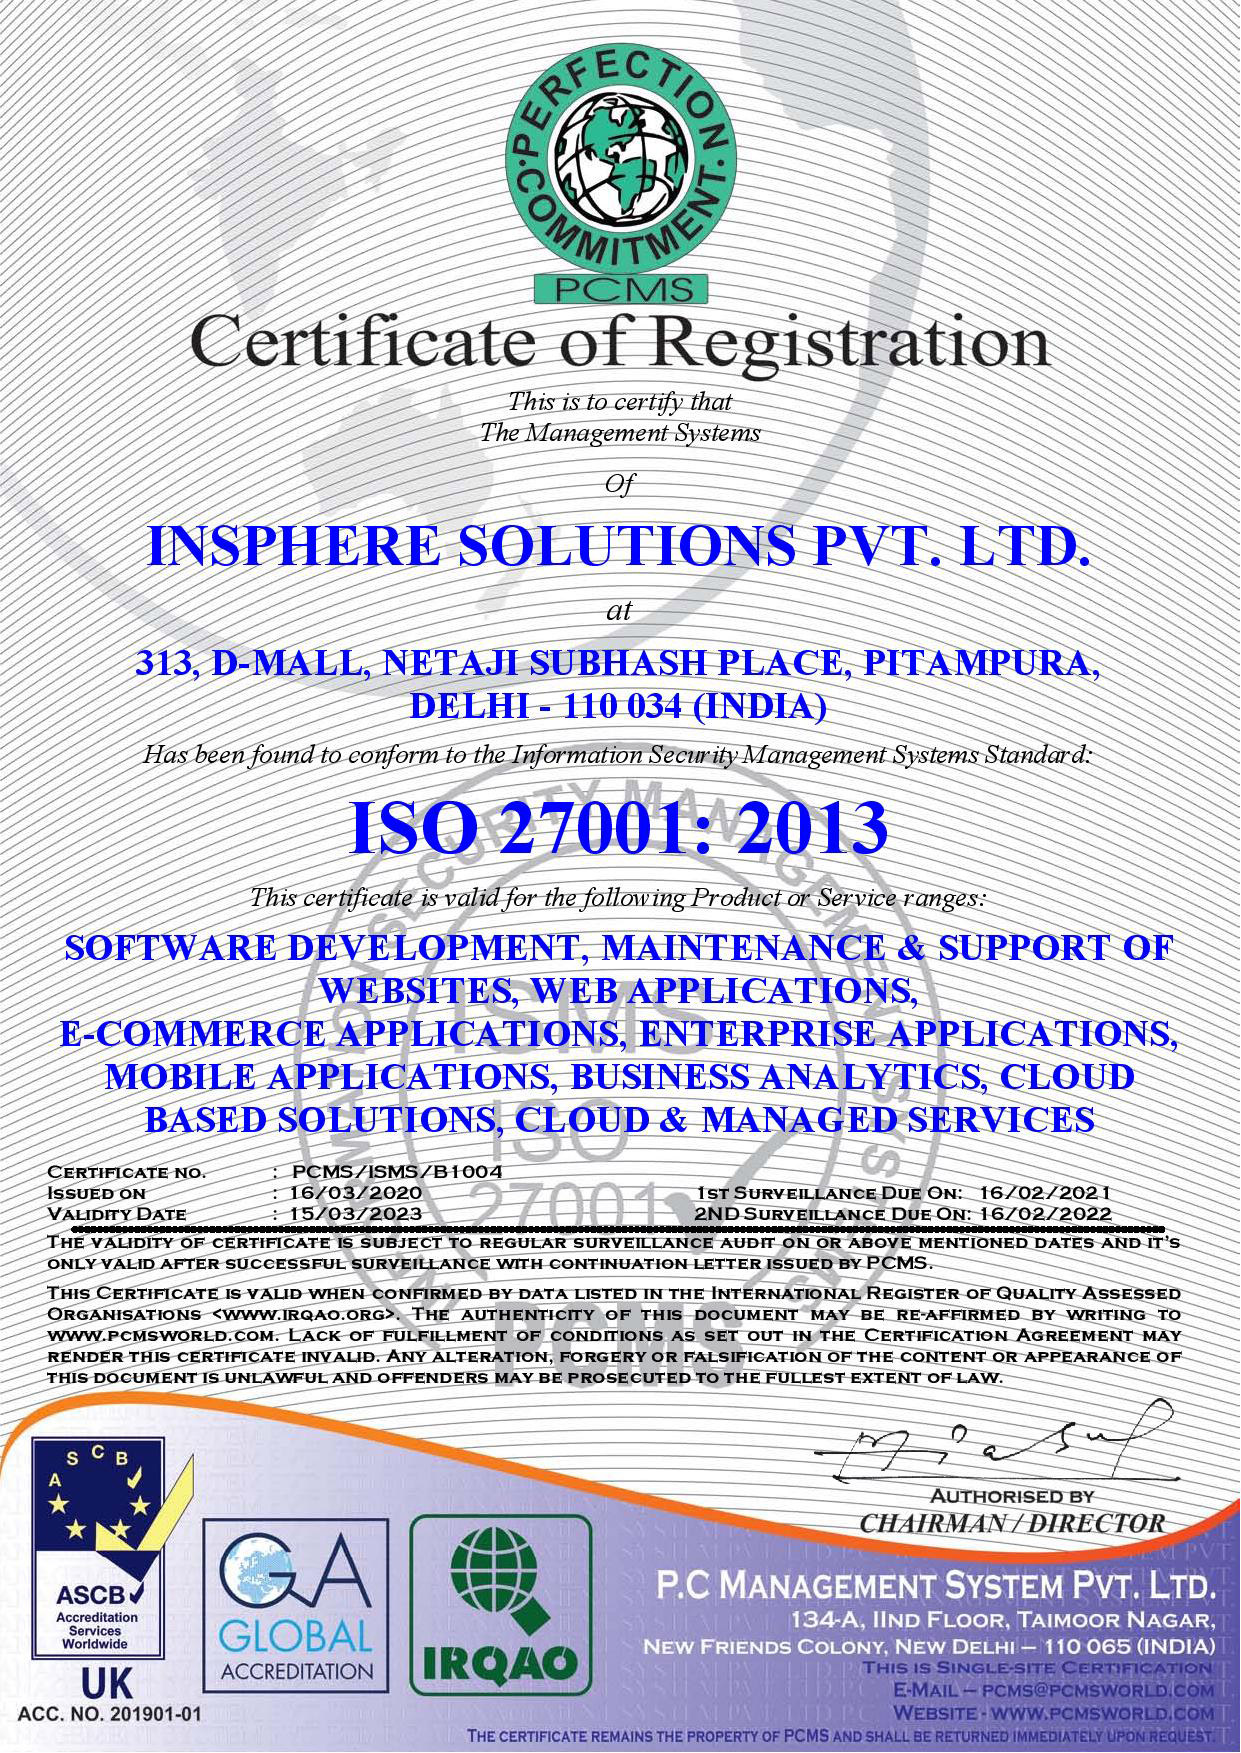 PERFECTION
COMMITMENT
PCMS
Certificate of Registration
This is to certify that
The Management Systems
Of
INSPHERE SOLUTIONS PVT. LTD.
at
313, D-MALL, NETAJI SUBHASH PLACE, PITAMPURA,
DELHI - 110 034 (INDIA)
Has been found to conform to the Information Security Management Systems Standard:
ISO 27001: 2013
This certificate is valid for the following Product or Service ranges:
SOFTWARE DEVELOPMENT, MAINTENANCE & SUPPORT OF
WEBSITES, WEB APPLICATIONS,
E-COMMERCE APPLICATIONS, ENTERPRISE APPLICATIONS,
MOBILE APPLICATIONS, BUSINESS ANALYTICS, CLOUD
BASED SOLUTIONS, CLOUD & MANAGED SERVICES
INFORMATION SECURITY MANAGEMENT SYSTEMS
ISMS
ISO
27001
PCMS
CERTIFICATE NO. : PCMS/ISMS/B1004
ISSUED ON : 16/03/2020 1ST SURVEILLANCE DUE ON: 16/02/2021
VALIDITY DATE : 15/03/2023 2ND SURVEILLANCE DUE ON: 16/02/2022
THE VALIDITY OF CERTIFICATE IS SUBJECT TO REGULAR SURVEILLANCE AUDIT ON OR ABOVE MENTIONED DATES AND IT'S
ONLY VALID AFTER SUCCESSFUL SURVEILLANCE WITH CONTINUATION LETTER ISSUED BY PCMS.
THIS CERTIFICATE IS VALID WHEN CONFIRMED BY DATA LISTED IN THE INTERNATIONAL REGISTER OF QUALITY ASSESSED
ORGANISATIONS <WWW.IRQAO.ORG>. THE AUTHENTICITY OF THIS DOCUMENT MAY BE RE-AFFIRMED BY WRITING TO
WWW.PCMSWORLD.COM. LACK OF FULFILLMENT OF CONDITIONS AS SET OUT IN THE CERTIFICATION AGREEMENT MAY
RENDER THIS CERTIFICATE INVALID. ANY ALTERATION, FORGERY OR FALSIFICATION OF THE CONTENT OR APPEARANCE OF
THIS DOCUMENT IS UNLAWFUL AND OFFENDERS MAY BE PROSECUTED TO THE FULLEST EXTENT OF LAW.
AUTHORISED BY
CHAIRMAN / DIRECTOR
ASCB
ASCB
Accreditation
Services
Worldwide
UK
ACC. NO. 201901-01
GA
GLOBAL
ACCREDITATION
IRQAO
P.C MANAGEMENT SYSTEM PVT. LTD.
134-A, IIND FLOOR, TAIMOOR NAGAR,
NEW FRIENDS COLONY, NEW DELHI – 110 065 (INDIA)
THIS IS SINGLE-SITE CERTIFICATION
E-MAIL – PCMS@PCMSWORLD.COM
WEBSITE - WWW.PCMSWORLD.COM
THE CERTIFICATE REMAINS THE PROPERTY OF PCMS AND SHALL BE RETURNED IMMEDIATELY UPON REQUEST.